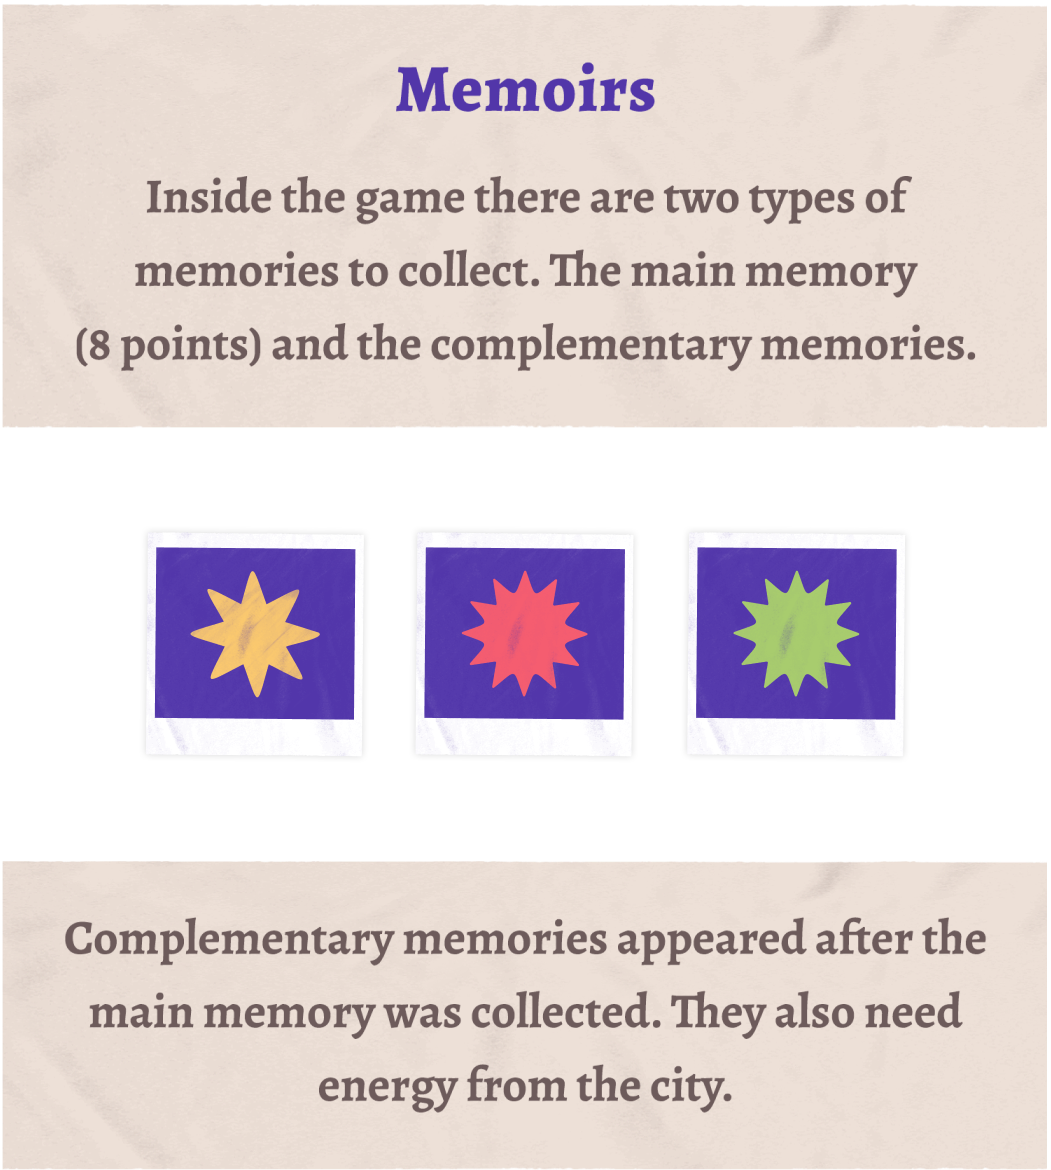 Memoirs
Inside the game there are two types of
memories to collect. The main memory
(8 points) and the complementary memories.
Complementary memories appeared after the
main memory was collected. They also need
energy from the city.